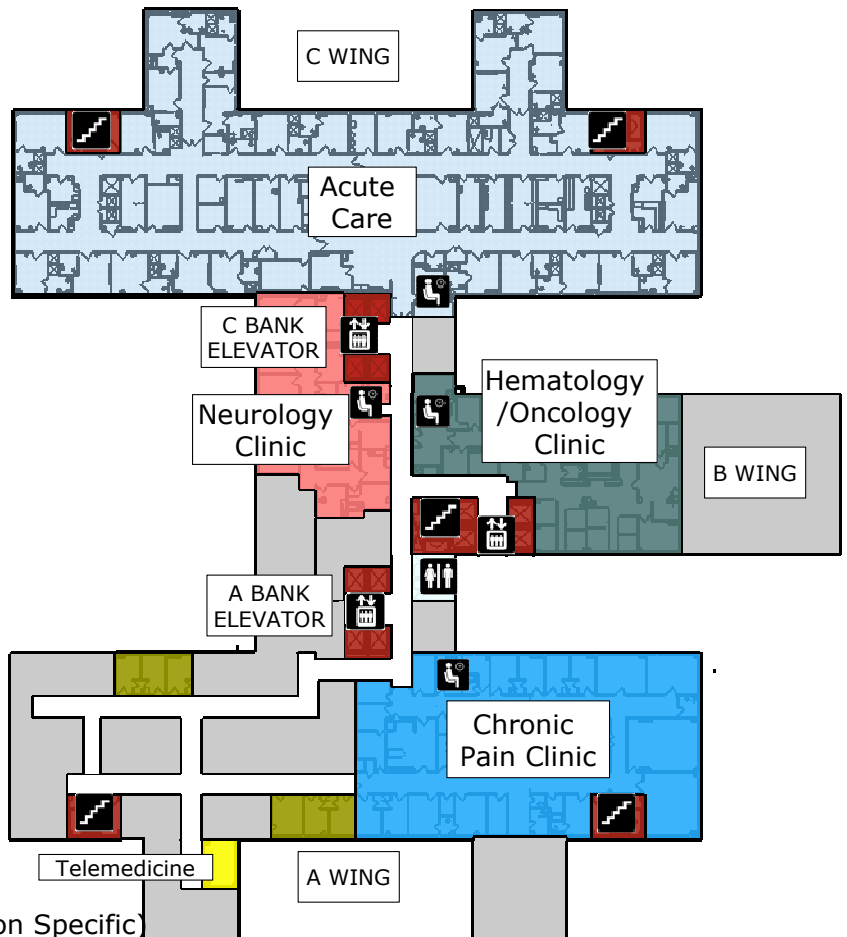 C WING
Acute
Care
C BANK
ELEVATOR
Hematology
/Oncology
Clinic
Neurology
Clinic
B WING
A BANK
ELEVATOR
Chronic
Pain Clinic
Telemedicine
A WING
on Specific)